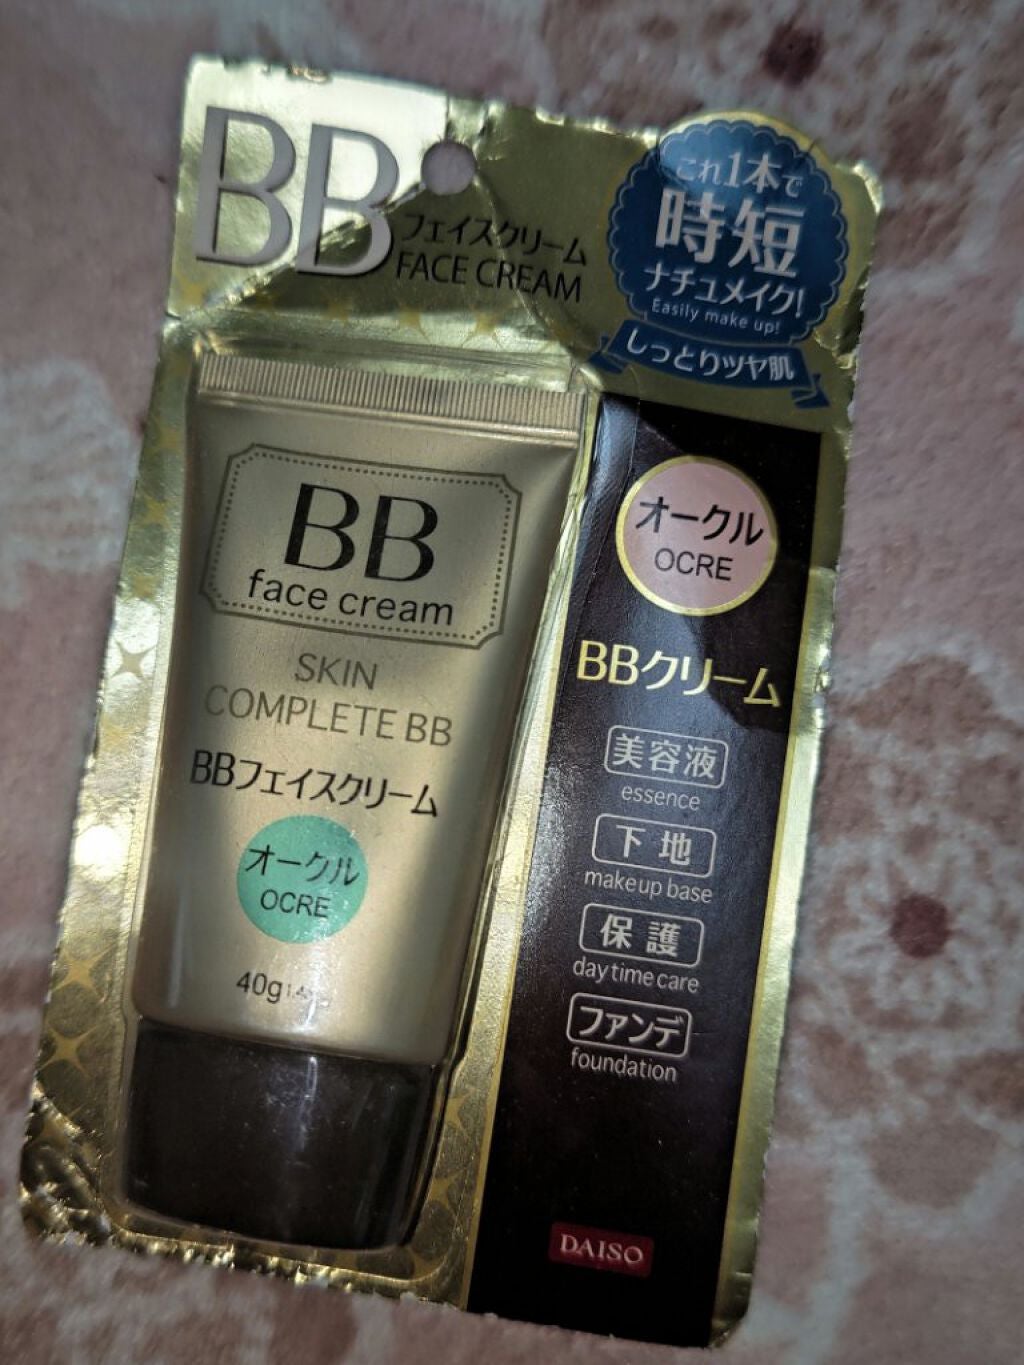 BB
フェイスクリーム
FACE CREAM
これ1本で
時短
ナチュメイク!
Easily make up!
しっとりツヤ肌
BB
face cream
SKIN
COMPLETE BB
BBフェイスクリーム
オークル
OCRE
40g
オークル
OCRE
BBクリーム
美容液
essence
下地
makeup base
保護
day time care
ファンデ
foundation
DAISO